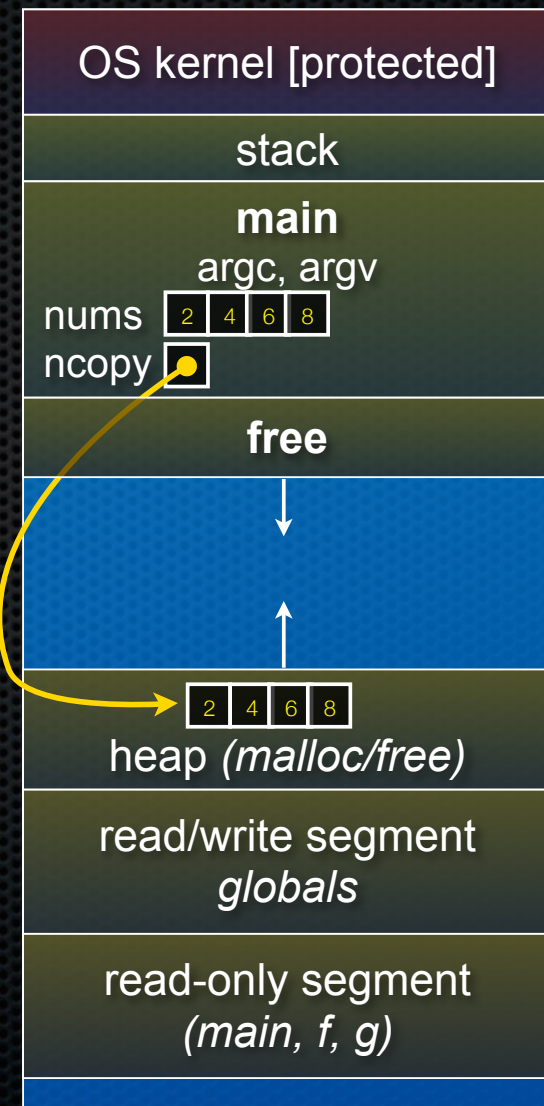 OS kernel [protected]
stack
main
argc, argv
nums 2 4 6 8
ncopy
free
2 4 6 8
heap (malloc/free)
read/write segment
globals
read-only segment
(main, f, g)